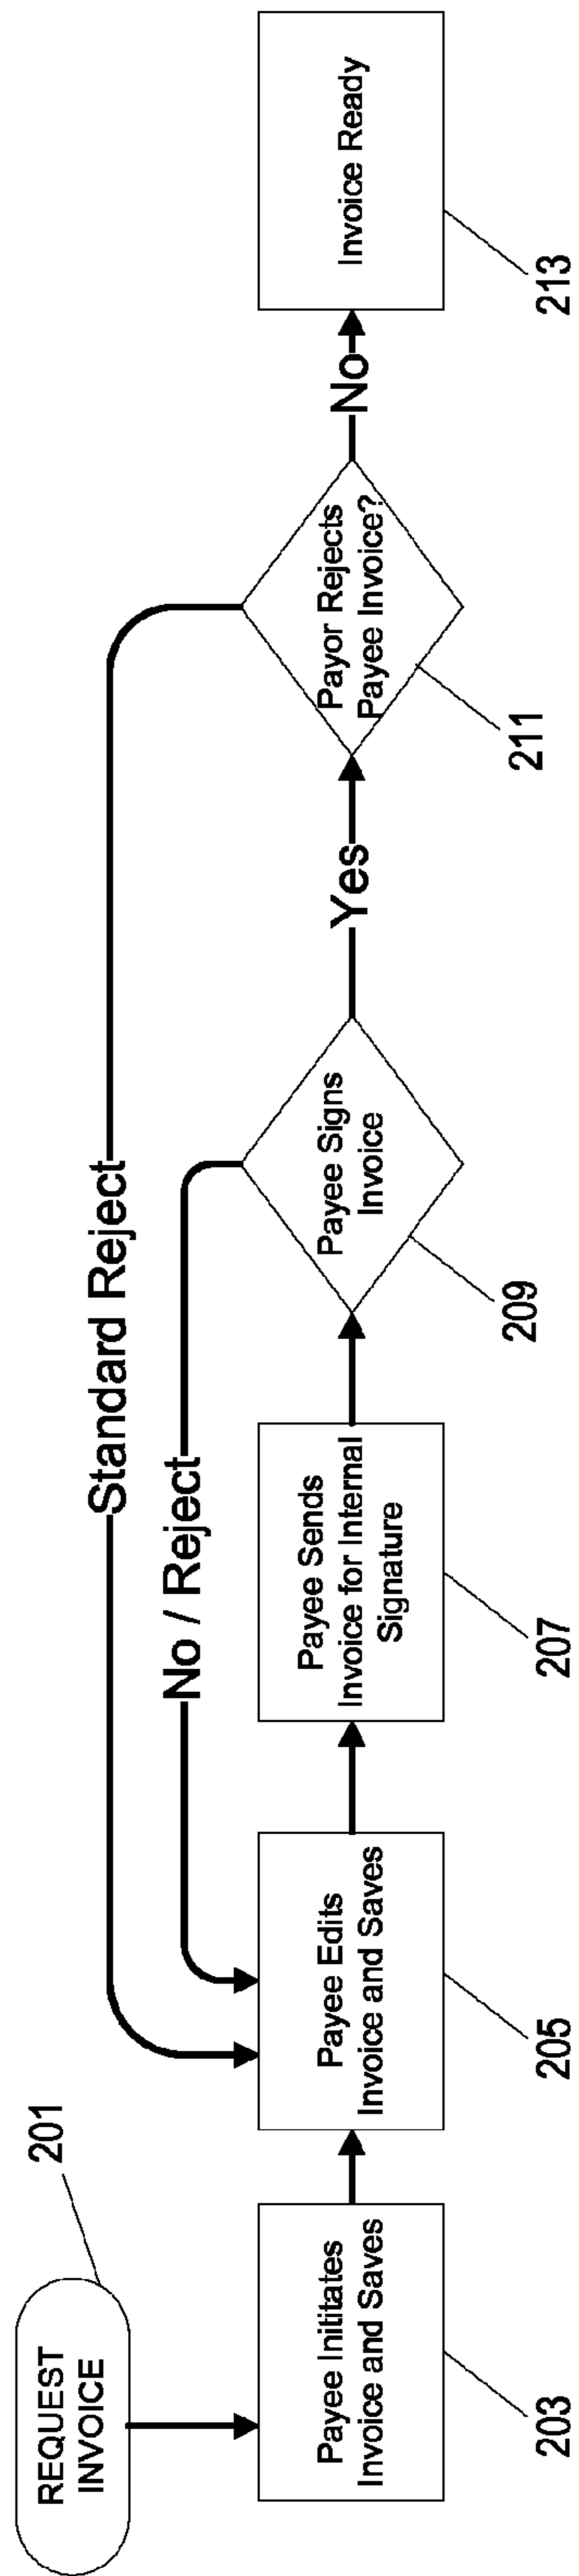 REQUEST
INVOICE
201
Payee Inititates
Invoice and Saves
203
Payee Edits
Invoice and Saves
205
Payee Sends
Invoice for Internal
Signature
207
Payee Signs
Invoice
209
No / Reject
Yes
Payor Rejects
Payee Invoice?
211
Standard Reject
No
Invoice Ready
213